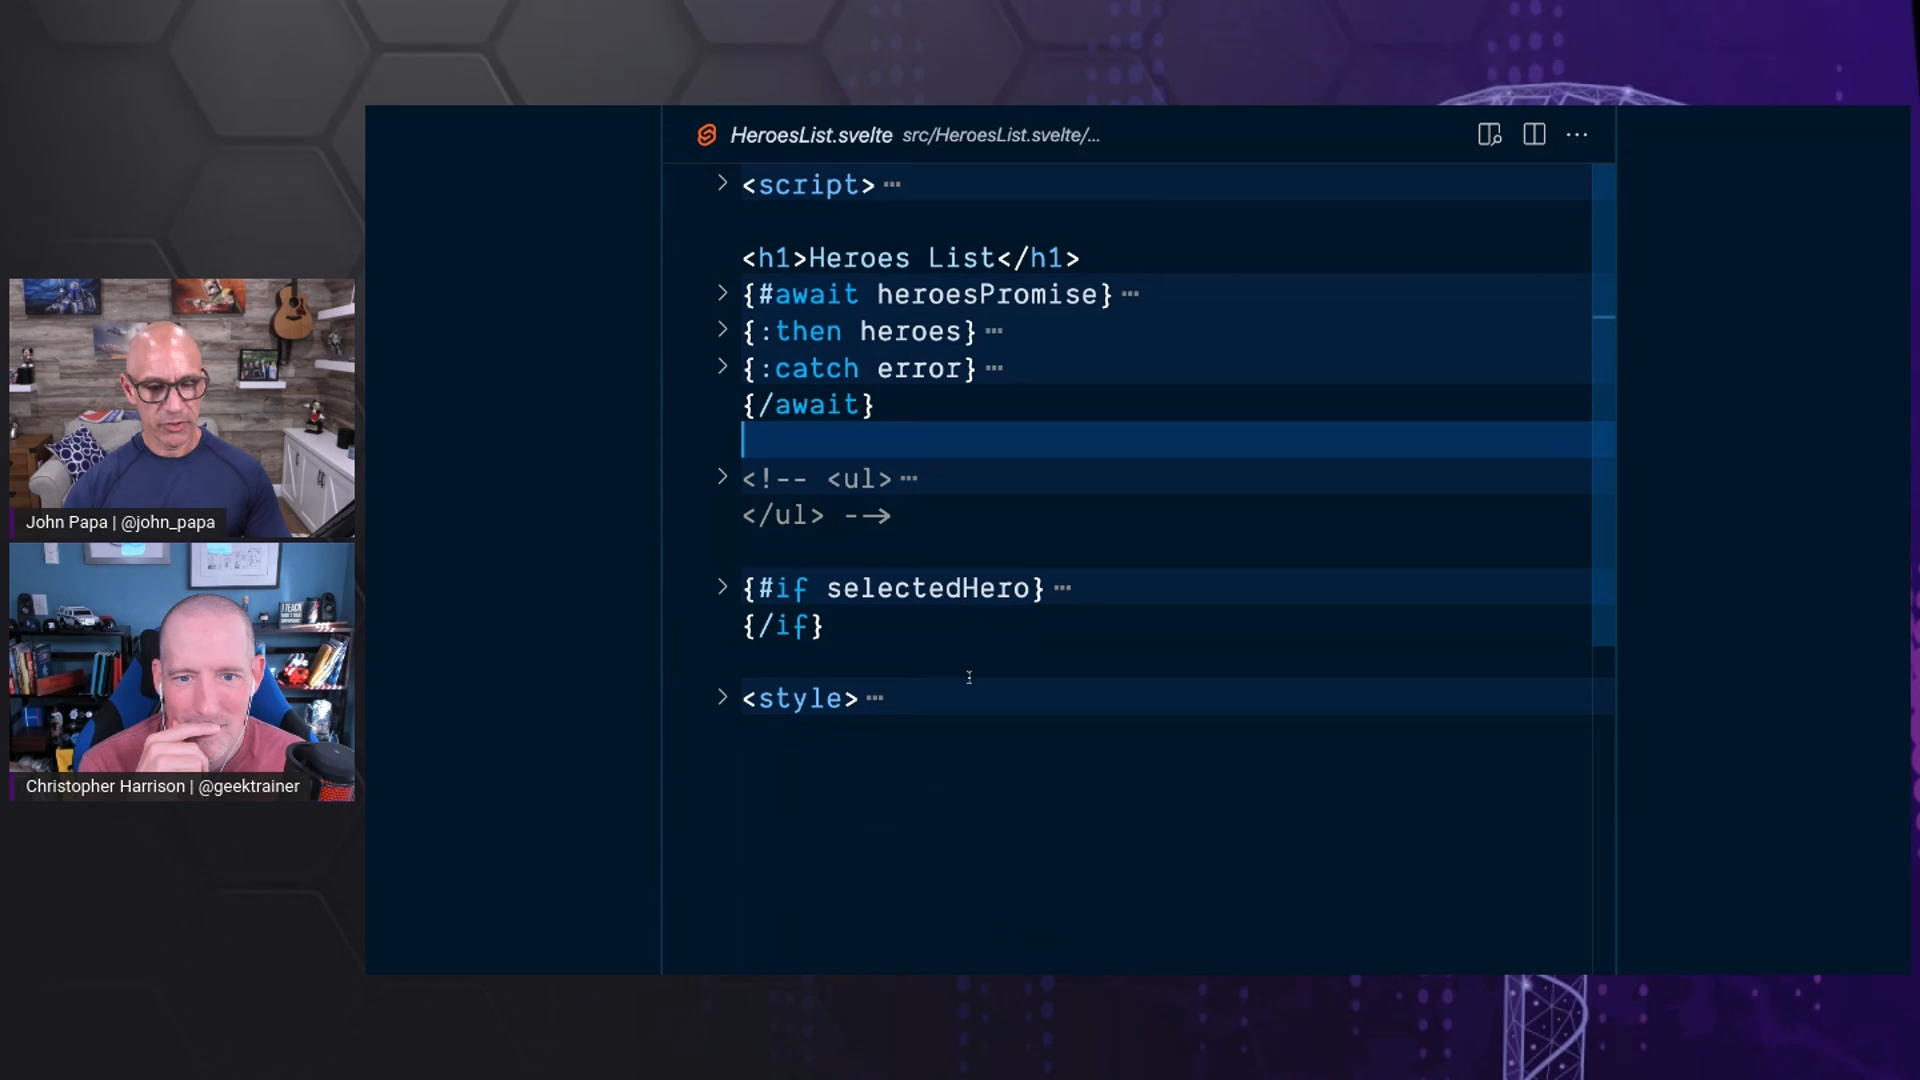 HeroesList.svelte src/HeroesList.svelte/...
<script>
<h1>Heroes List</h1>
{#await heroesPromise}
{:then heroes}
{:catch error}
{/await}
<!-- <ul>
</ul> -->
{#if selectedHero}
{/if}
<style>
John Papa | @john_papa
I TEACH
Christopher Harrison | @geektrainer